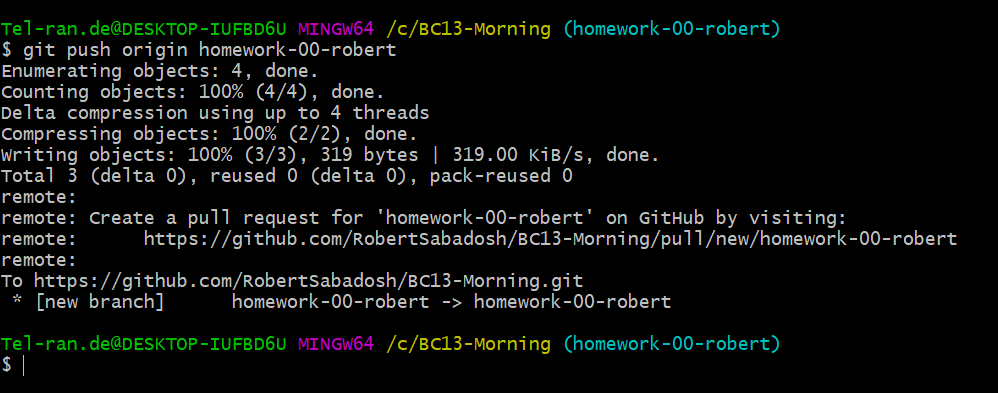 Tel-ran.de@DESKTOP-IUFBD6U MINGW64 /c/BC13-Morning (homework-00-robert)
$ git push origin homework-00-robert
Enumerating objects: 4, done.
Counting objects: 100% (4/4), done.
Delta compression using up to 4 threads
Compressing objects: 100% (2/2), done.
Writing objects: 100% (3/3), 319 bytes | 319.00 KiB/s, done.
Total 3 (delta 0), reused 0 (delta 0), pack-reused 0
remote:
remote: Create a pull request for 'homework-00-robert' on GitHub by visiting:
remote:      https://github.com/RobertSabadosh/BC13-Morning/pull/new/homework-00-robert
remote:
To https://github.com/RobertSabadosh/BC13-Morning.git
 * [new branch]      homework-00-robert -> homework-00-robert
Tel-ran.de@DESKTOP-IUFBD6U MINGW64 /c/BC13-Morning (homework-00-robert)
$